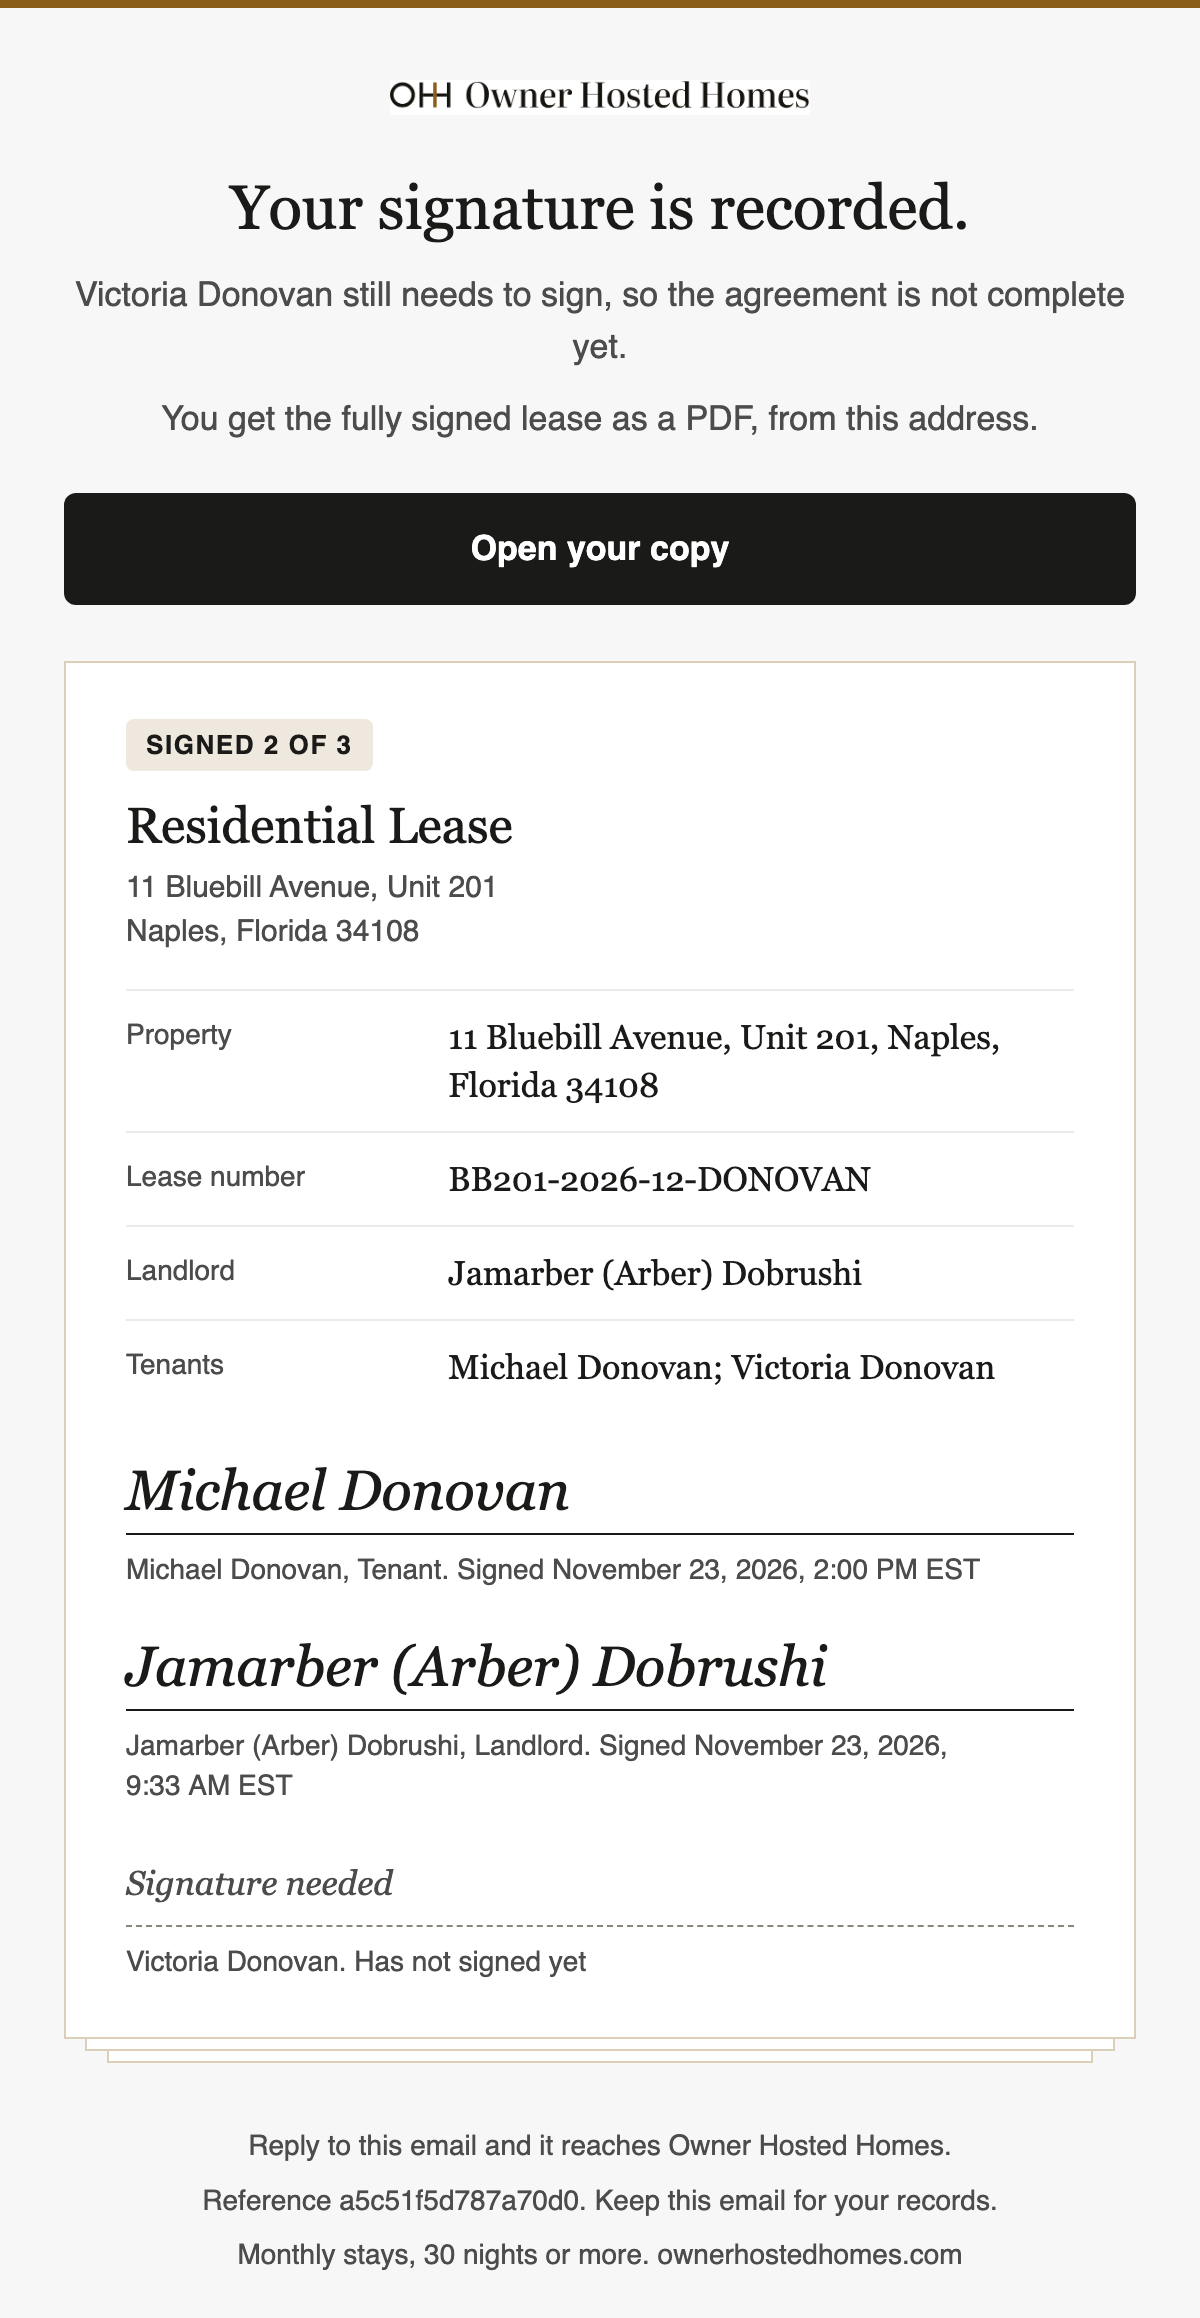 OHH Owner Hosted Homes
Your signature is recorded.
Victoria Donovan still needs to sign, so the agreement is not complete
yet.
You get the fully signed lease as a PDF, from this address.
Open your copy
SIGNED 2 OF 3
Residential Lease
11 Bluebill Avenue, Unit 201
Naples, Florida 34108
Property
11 Bluebill Avenue, Unit 201, Naples,
Florida 34108
Lease number
BB201-2026-12-DONOVAN
Landlord
Jamarber (Arber) Dobrushi
Tenants
Michael Donovan; Victoria Donovan
Michael Donovan
Michael Donovan, Tenant. Signed November 23, 2026, 2:00 PM EST
Jamarber (Arber) Dobrushi
Jamarber (Arber) Dobrushi, Landlord. Signed November 23, 2026,
9:33 AM EST
Signature needed
Victoria Donovan. Has not signed yet
Reply to this email and it reaches Owner Hosted Homes.
Reference a5c51f5d787a70d0. Keep this email for your records.
Monthly stays, 30 nights or more. ownerhostedhomes.com